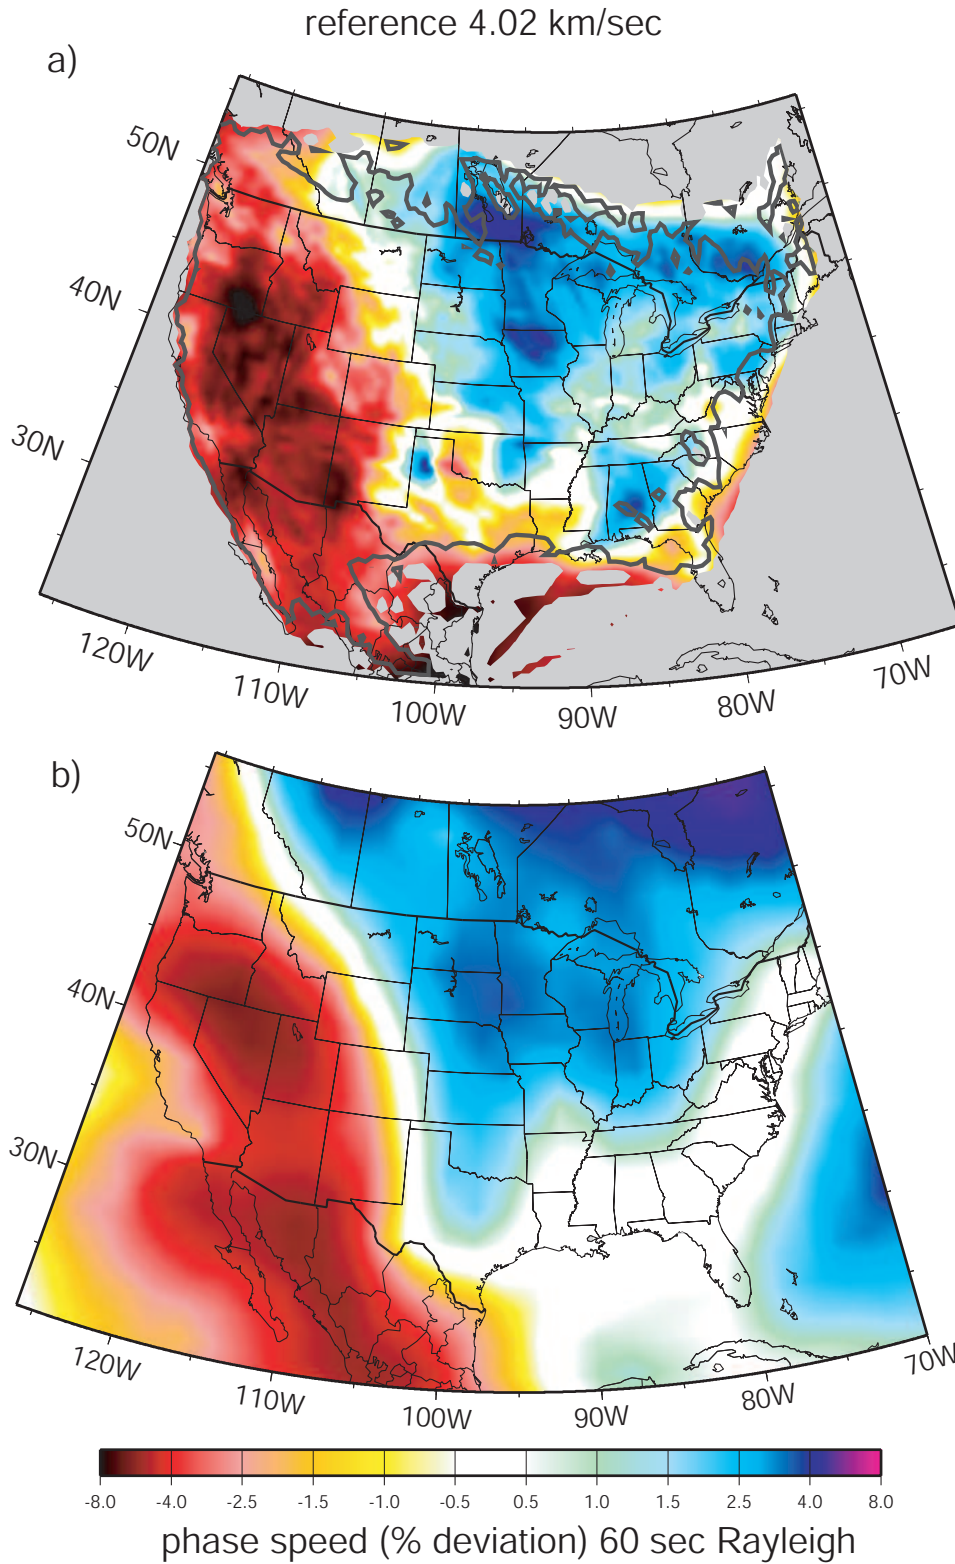 reference 4.02 km/sec
a)
50N
40N
30N
120W
110W
100W
90W
80W
70W
b)
50N
40N
30N
120W
110W
100W
90W
80W
70W
-8.0 -4.0 -2.5 -1.5 -1.0 -0.5 0.5 1.0 1.5 2.5 4.0 8.0
phase speed (% deviation) 60 sec Rayleigh